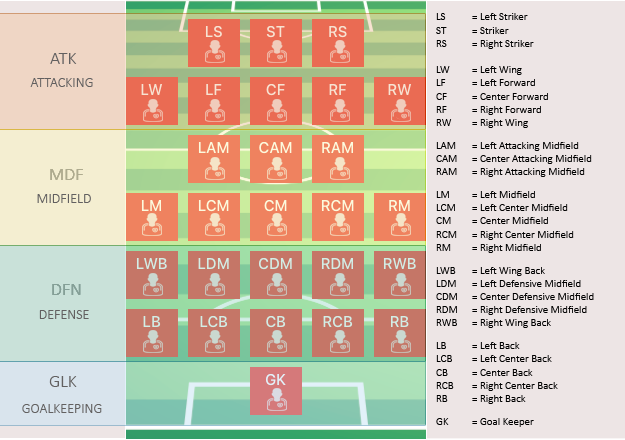 LS ST RS
ATK
ATTACKING
LW LF CF RF RW
LAM CAM RAM
MDF
MIDFIELD
LM LCM CM RCM RM
LWB LDM CDM RDM RWB
DFN
DEFENSE
LB LCB CB RCB RB
GLK
GOALKEEPING
GK
LS = Left Striker
ST = Striker
RS = Right Striker
LW = Left Wing
LF = Left Forward
CF = Center Forward
RF = Right Forward
RW = Right Wing
LAM = Left Attacking Midfield
CAM = Center Attacking Midfield
RAM = Right Attacking Midfield
LM = Left Midfield
LCM = Left Center Midfield
CM = Center Midfield
RCM = Right Center Midfield
RM = Right Midfield
LWB = Left Wing Back
LDM = Left Defensive Midfield
CDM = Center Defensive Midfield
RDM = Right Defensive Midfield
RWB = Right Wing Back
LB = Left Back
LCB = Left Center Back
CB = Center Back
RCB = Right Center Back
RB = Right Back
GK = Goal Keeper